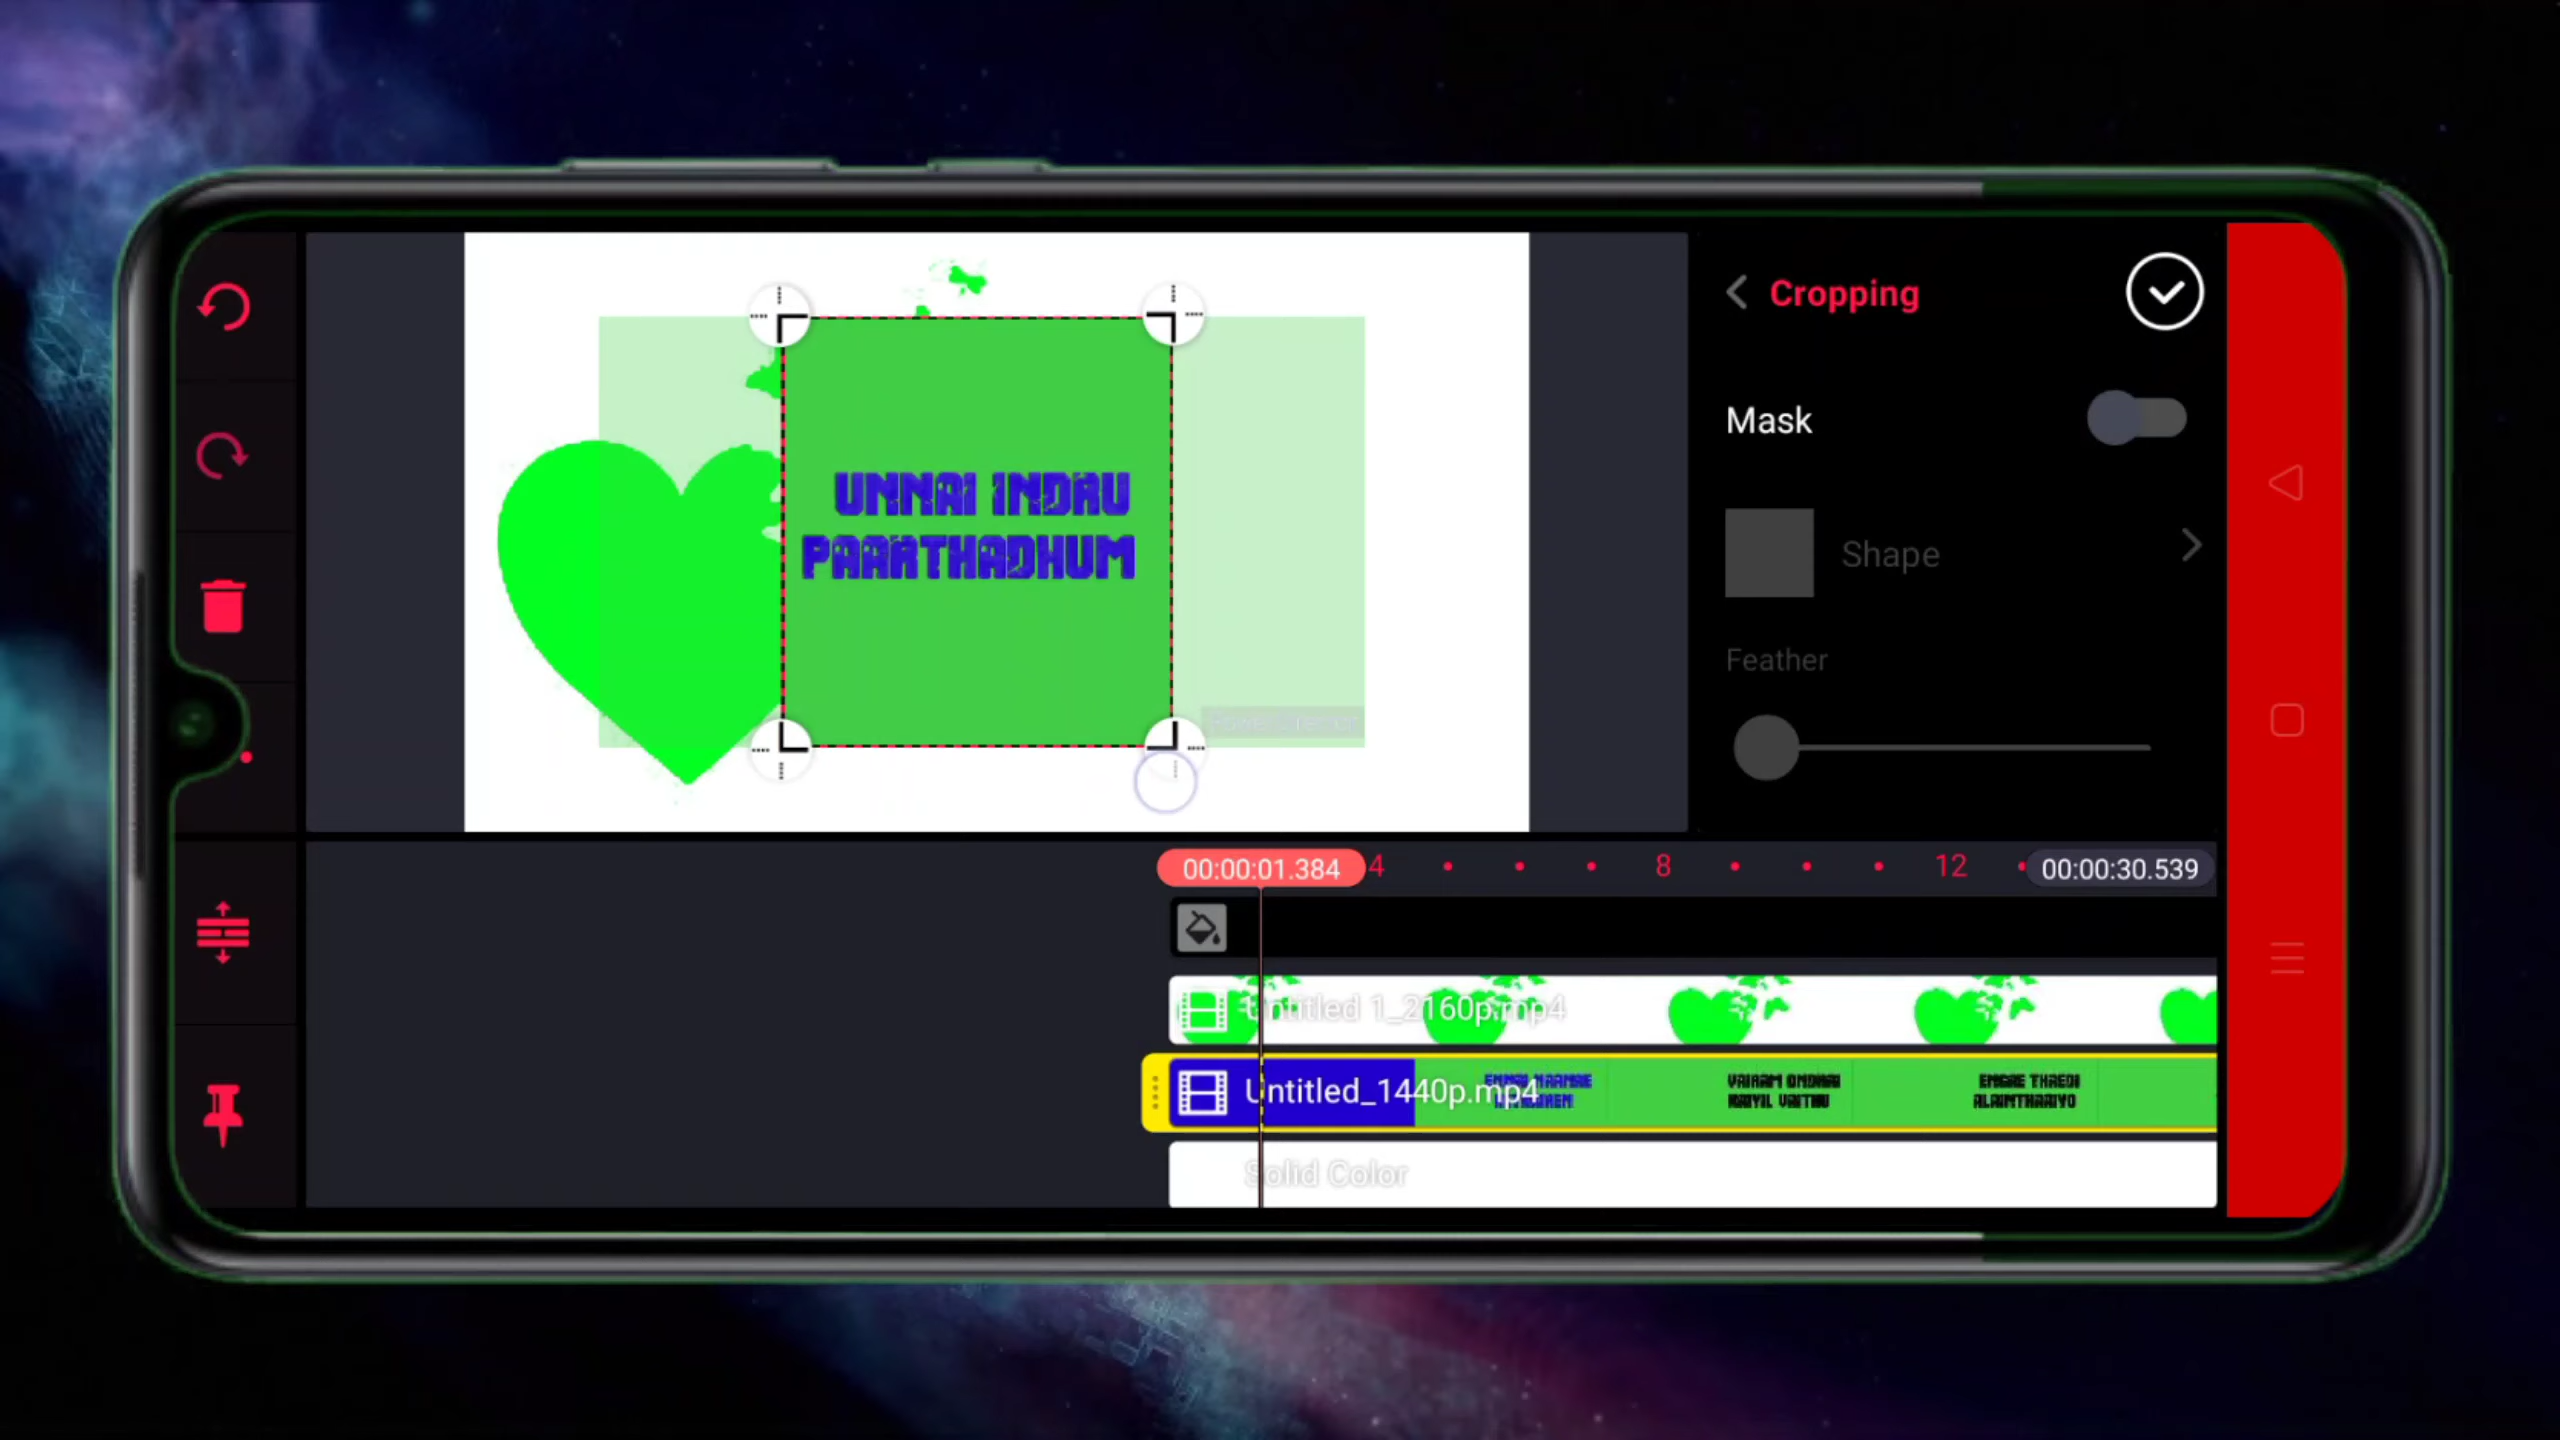 Cropping
Mask
UNNAI INDRU
PAARTHADHUM
Shape
Feather
00:00:01.384
4
8
12
00:00:30.539
Untitled 1_2160p.mp4
Untitled_1440p.mp4
VAIRAM ONDRAI
KAIYIL VAITHU
ENGAE THAEDI
ALAINTHAAIYO
Solid Color